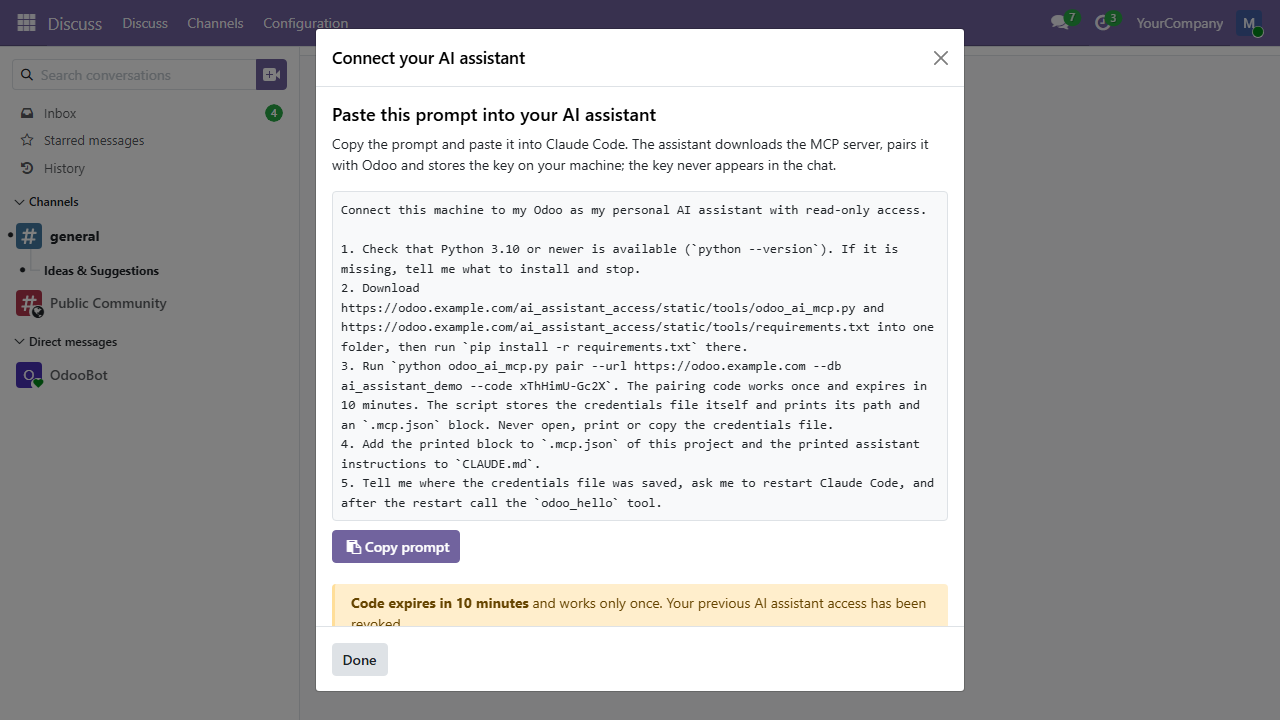 Discuss
Discuss
Channels
Configuration
7
3
YourCompany
M
Search conversations
Inbox
4
Starred messages
History
Channels
general
Ideas & Suggestions
Public Community
Direct messages
O
OdooBot
Connect your AI assistant
Paste this prompt into your AI assistant
Copy the prompt and paste it into Claude Code. The assistant downloads the MCP server, pairs it
with Odoo and stores the key on your machine; the key never appears in the chat.
Connect this machine to my Odoo as my personal AI assistant with read-only access.
1. Check that Python 3.10 or newer is available (`python --version`). If it is
missing, tell me what to install and stop.
2. Download
https://odoo.example.com/ai_assistant_access/static/tools/odoo_ai_mcp.py and
https://odoo.example.com/ai_assistant_access/static/tools/requirements.txt into one
folder, then run `pip install -r requirements.txt` there.
3. Run `python odoo_ai_mcp.py pair --url https://odoo.example.com --db
ai_assistant_demo --code xThHimU-Gc2X`. The pairing code works once and expires in
10 minutes. The script stores the credentials file itself and prints its path and
an `.mcp.json` block. Never open, print or copy the credentials file.
4. Add the printed block to `.mcp.json` of this project and the printed assistant
instructions to `CLAUDE.md`.
5. Tell me where the credentials file was saved, ask me to restart Claude Code, and
after the restart call the `odoo_hello` tool.
Copy prompt
Code expires in 10 minutes and works only once. Your previous AI assistant access has been
revoked
Done